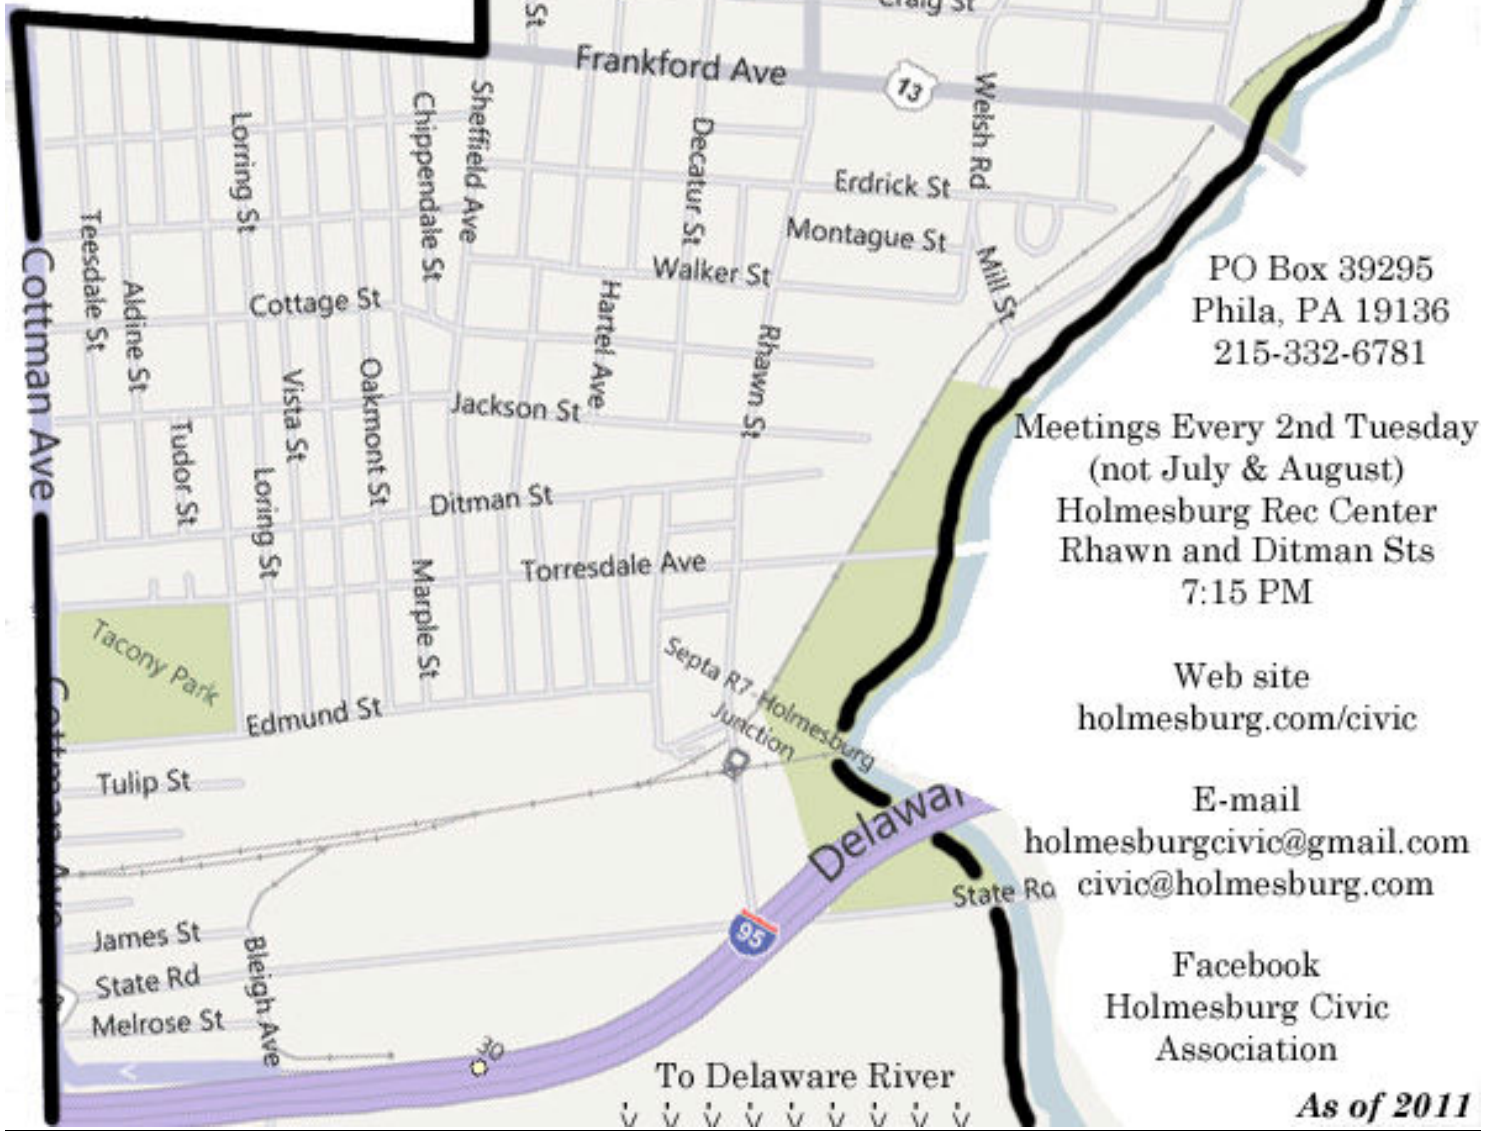 Craig St
St
Frankford Ave
13
Welsh Rd
Sheffield Ave
Chippendale St
Lorring St
Decatur St
Erdrick St
Montague St
Walker St
Mill St
Teesdale St
Aldine St
Cottage St
Hartel Ave
Rhawn St
Cottman Ave
Vista St
Oakmont St
Jackson St
Tudor St
Loring St
Ditman St
Torresdale Ave
Marple St
Tacony Park
Edmund St
Septa R7-Holmesburg
Junction
Cottman Ave
Tulip St
Delawar
State Rd
95
James St
State Rd
Melrose St
Bleigh Ave
30
To Delaware River
PO Box 39295
Phila, PA 19136
215-332-6781
Meetings Every 2nd Tuesday
(not July & August)
Holmesburg Rec Center
Rhawn and Ditman Sts
7:15 PM
Web site
holmesburg.com/civic
E-mail
holmesburgcivic@gmail.com
civic@holmesburg.com
Facebook
Holmesburg Civic
Association
As of 2011